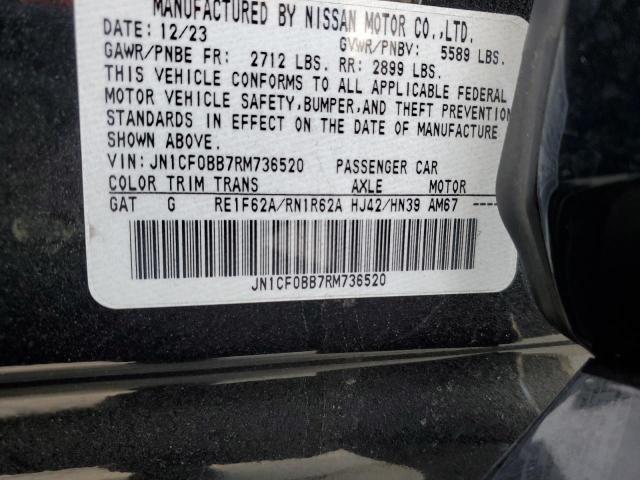 MANUFACTURED BY NISSAN MOTOR CO.,LTD.
DATE: 12/23 GVWR/PNBV: 5589 LBS.
GAWR/PNBE FR: 2712 LBS. RR: 2899 LBS.
THIS VEHICLE CONFORMS TO ALL APPLICABLE FEDERAL
MOTOR VEHICLE SAFETY,BUMPER,AND THEFT PREVENTION
STANDARDS IN EFFECT ON THE DATE OF MANUFACTURE
SHOWN ABOVE.
VIN: JN1CF0BB7RM736520 PASSENGER CAR
COLOR TRIM TRANS AXLE MOTOR
GAT G RE1F62A/RN1R62A HJ42/HN39 AM67 ----
JN1CF0BB7RM736520